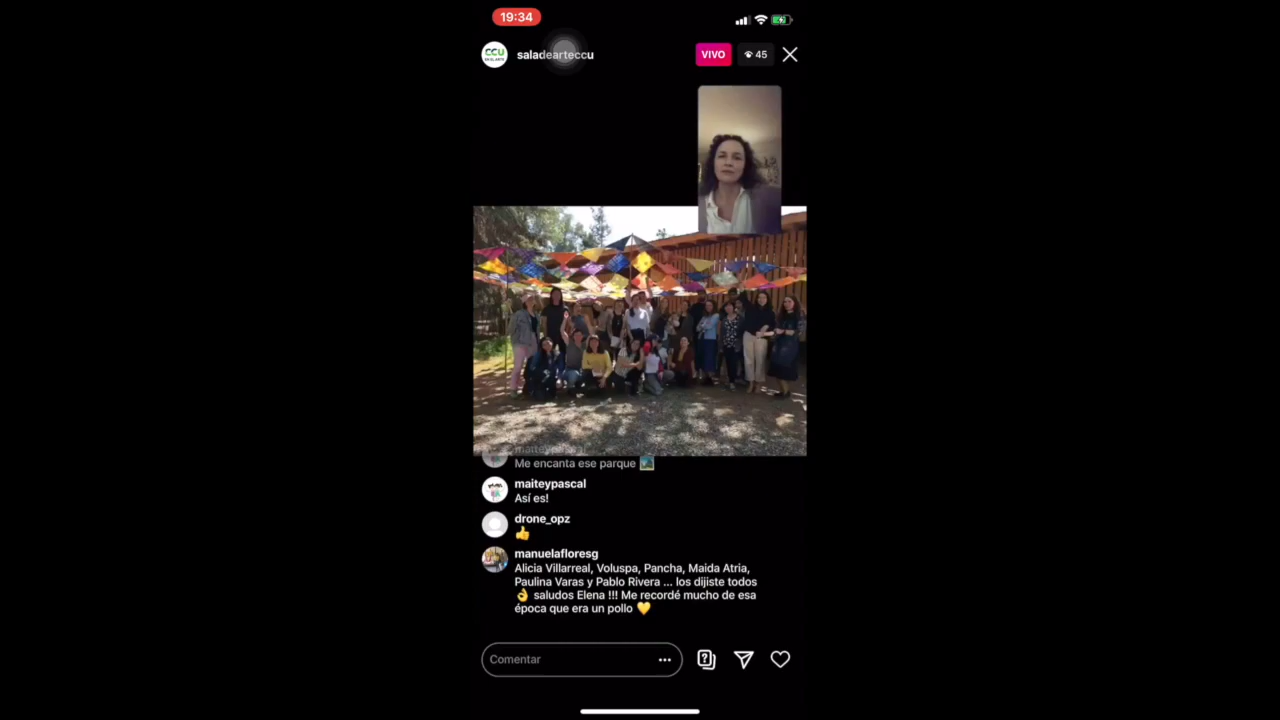 19:34
CCU
saladearteccu
VIVO
45
Me encanta ese parque
maiteypascal
Así es!
drone_opz
manuelafloresg
Alicia Villarreal, Voluspa, Pancha, Maida Atria,
Paulina Varas y Pablo Rivera ... los dijiste todos
👌 saludos Elena !!! Me recordé mucho de esa
época que era un pollo 💛
Comentar